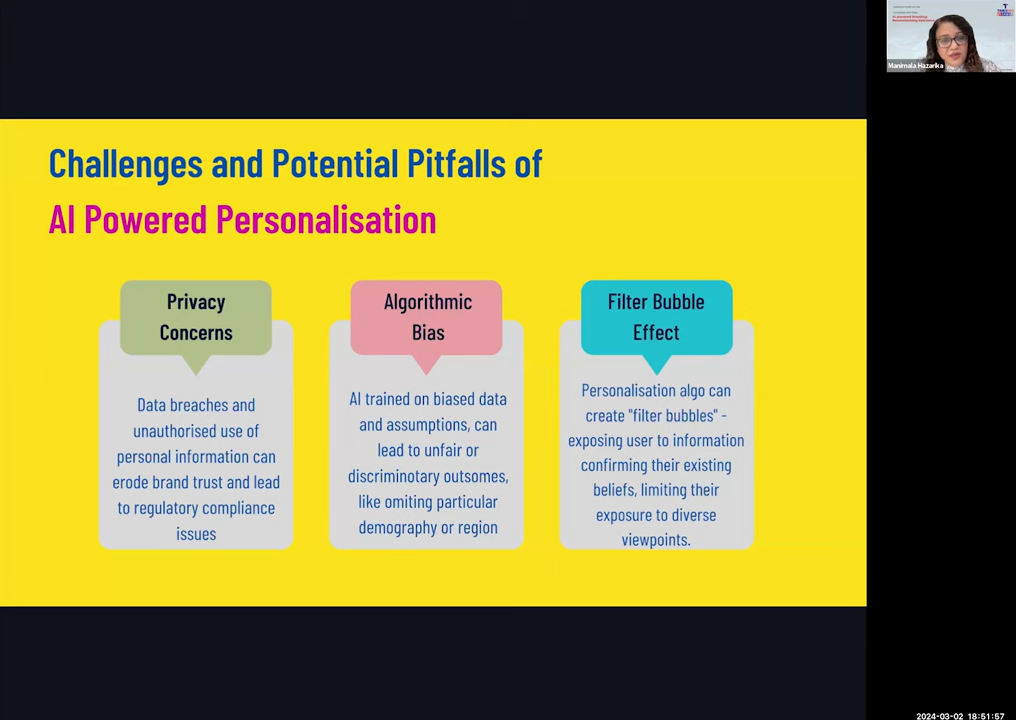 Challenges and Potential Pitfalls of
AI Powered Personalisation
Privacy
Concerns
Data breaches and
unauthorised use of
personal information can
erode brand trust and lead
to regulatory compliance
issues
Algorithmic
Bias
AI trained on biased data
and assumptions, can
lead to unfair or
discriminotary outcomes,
like omiting particular
demography or region
Filter Bubble
Effect
Personalisation algo can
create "filter bubbles" -
exposing user to information
confirming their existing
beliefs, limiting their
exposure to diverse
viewpoints.
Manimala Hazarika
2024-03-02 18:51:57